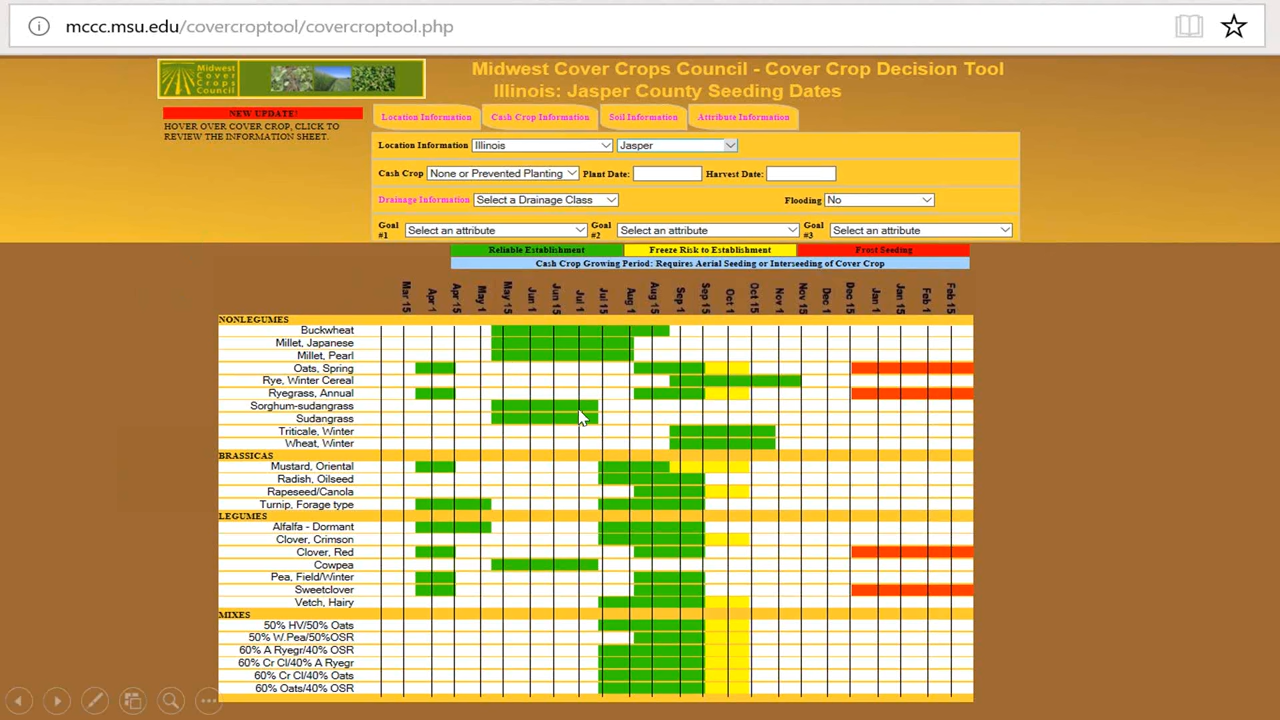 mccc.msu.edu/covercroptool/covercroptool.php
Midwest
Cover
Crops
Council
Midwest Cover Crops Council - Cover Crop Decision Tool
Illinois: Jasper County Seeding Dates
NEW UPDATE!
HOVER OVER COVER CROP, CLICK TO
REVIEW THE INFORMATION SHEET.
Location Information Cash Crop Information Soil Information Attribute Information
Location Information Illinois Jasper
Cash Crop None or Prevented Planting Plant Date: Harvest Date:
Drainage Information Select a Drainage Class Flooding No
Goal #1 Select an attribute Goal #2 Select an attribute Goal #3 Select an attribute
Reliable Establishment Freeze Risk to Establishment Frost Seeding
Cash Crop Growing Period: Requires Aerial Seeding or Interseeding of Cover Crop
Mar 15 Apr 1 Apr 15 May 1 May 15 Jun 1 Jun 15 Jul 1 Jul 15 Aug 1 Aug 15 Sep 1 Sep 15 Oct 1 Oct 15 Nov 1 Nov 15 Dec 1 Dec 15 Jan 1 Jan 15 Feb 1 Feb 15
NONLEGUMES
Buckwheat
Millet, Japanese
Millet, Pearl
Oats, Spring
Rye, Winter Cereal
Ryegrass, Annual
Sorghum-sudangrass
Sudangrass
Triticale, Winter
Wheat, Winter
BRASSICAS
Mustard, Oriental
Radish, Oilseed
Rapeseed/Canola
Turnip, Forage type
LEGUMES
Alfalfa - Dormant
Clover, Crimson
Clover, Red
Cowpea
Pea, Field/Winter
Sweetclover
Vetch, Hairy
MIXES
50% HV/50% Oats
50% W.Pea/50%OSR
60% A Ryegr/40% OSR
60% Cr Cl/40% A Ryegr
60% Cr Cl/40% Oats
60% Oats/40% OSR